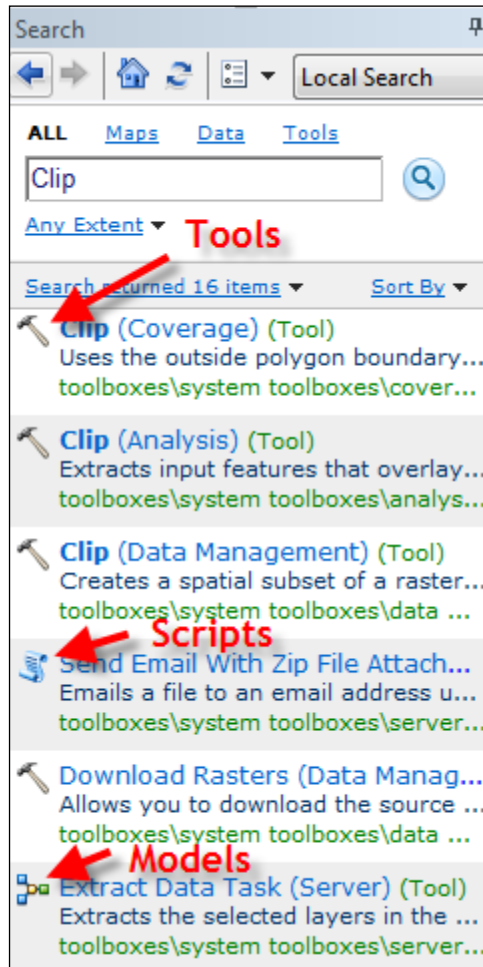 Search
Local Search
ALL Maps Data Tools
Clip
Any Extent
Tools
Search returned 16 items Sort By
Clip (Coverage) (Tool)
Uses the outside polygon boundary...
toolboxes\system toolboxes\cover...
Clip (Analysis) (Tool)
Extracts input features that overlay...
toolboxes\system toolboxes\analys...
Clip (Data Management) (Tool)
Creates a spatial subset of a raster...
toolboxes\system toolboxes\data ...
Scripts
Send Email With Zip File Attach...
Emails a file to an email address u...
toolboxes\system toolboxes\server...
Download Rasters (Data Manag...
Allows you to download the source ...
toolboxes\system toolboxes\data ...
Models
Extract Data Task (Server) (Tool)
Extracts the selected layers in the ...
toolboxes\system toolboxes\server...